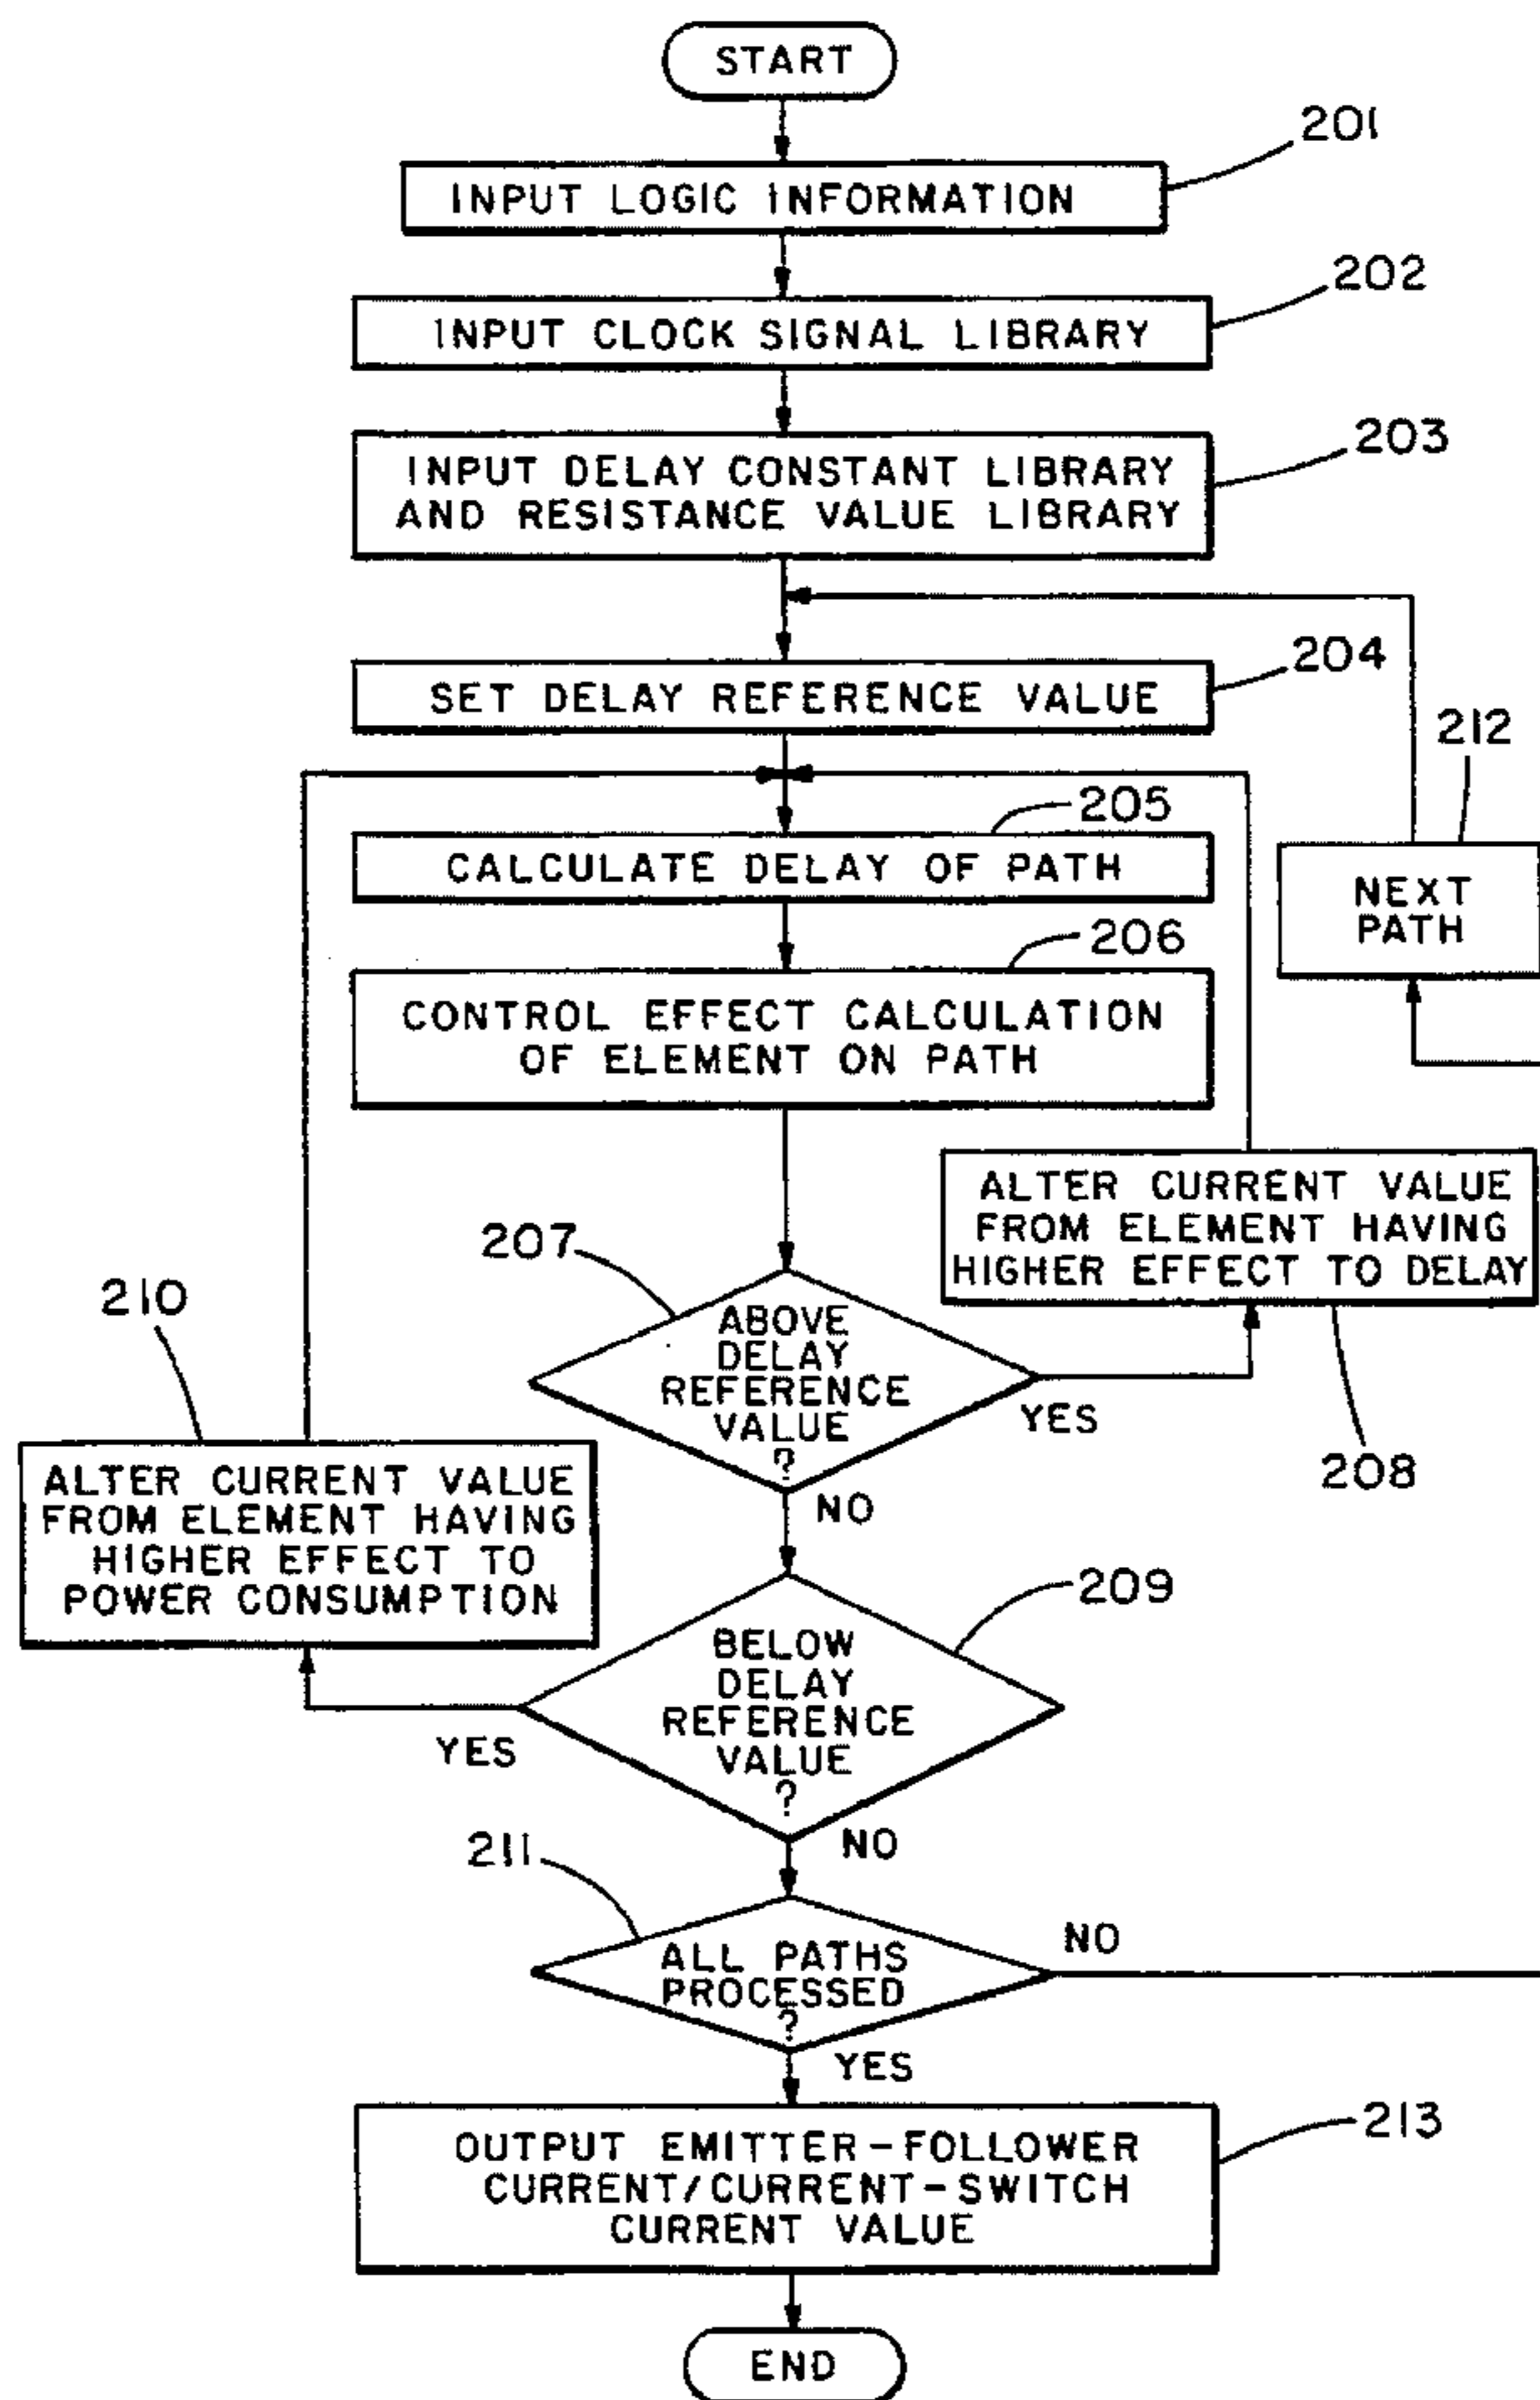 START
201
INPUT LOGIC INFORMATION
202
INPUT CLOCK SIGNAL LIBRARY
203
INPUT DELAY CONSTANT LIBRARY
AND RESISTANCE VALUE LIBRARY
204
SET DELAY REFERENCE VALUE
212
NEXT
PATH
205
CALCULATE DELAY OF PATH
206
CONTROL EFFECT CALCULATION
OF ELEMENT ON PATH
ALTER CURRENT VALUE
FROM ELEMENT HAVING
HIGHER EFFECT TO DELAY
208
207
ABOVE
DELAY
REFERENCE
VALUE
?
YES
NO
210
ALTER CURRENT VALUE
FROM ELEMENT HAVING
HIGHER EFFECT TO
POWER CONSUMPTION
209
BELOW
DELAY
REFERENCE
VALUE
?
YES
NO
211
ALL PATHS
PROCESSED
?
NO
YES
213
OUTPUT EMITTER-FOLLOWER
CURRENT/CURRENT-SWITCH
CURRENT VALUE
END